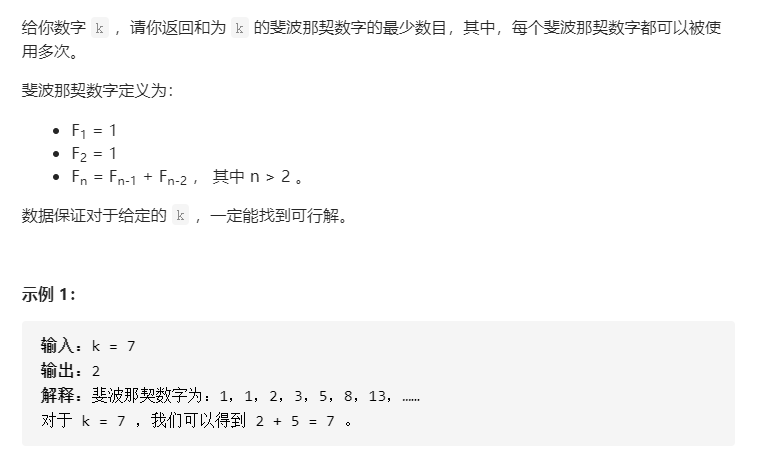 给你数字 k ，请你返回和为 k 的斐波那契数字的最少数目，其中，每个斐波那契数字都可以被使
用多次。
斐波那契数字定义为：
• F₁ = 1
• F₂ = 1
• Fₙ = Fₙ₋₁ + Fₙ₋₂ ， 其中 n > 2 。
数据保证对于给定的 k ，一定能找到可行解。
示例 1：
输入：k = 7
输出：2
解释：斐波那契数字为：1，1，2，3，5，8，13，……
对于 k = 7 ，我们可以得到 2 + 5 = 7 。